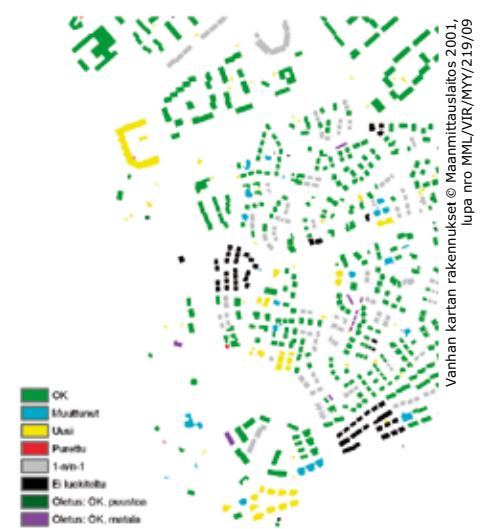 Vanhan kartan rakennukset © Maanmittauslaitos 2001,
lupa nro MML/VIR/MYY/219/09
OK
Muuttunut
Uusi
Purettu
1-n/n-1
Ei luokiteltu
Oletus: OK, puustoa
Oletus: OK, matala